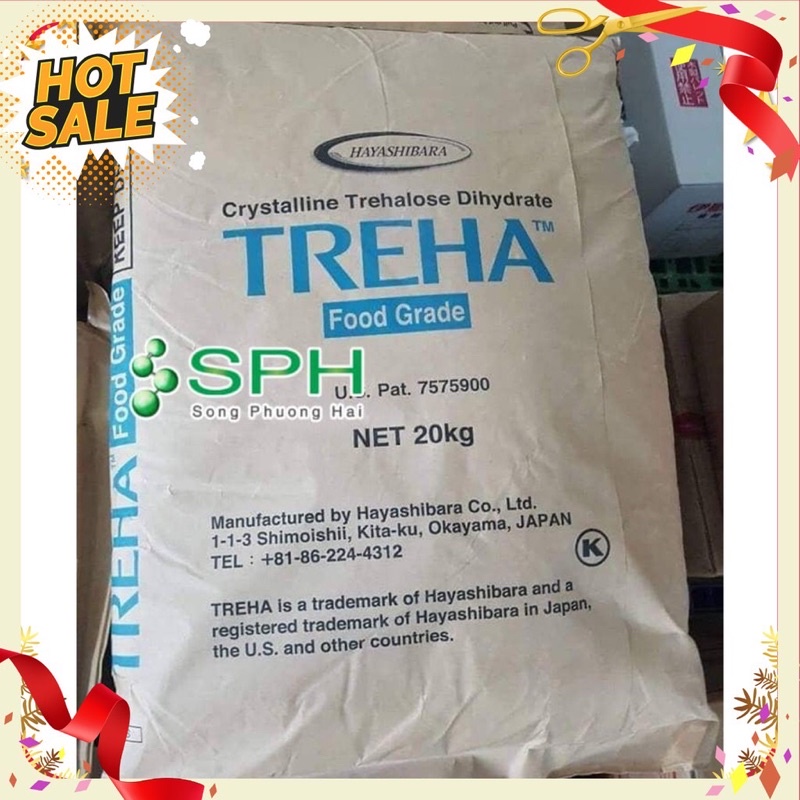 HOT
SALE
HAYASHIBARA
Crystalline Trehalose Dihydrate
TREHA™
Food Grade
SPH
Song Phuong Hai
Pat. 7575900
NET 20kg
Manufactured by Hayashibara Co., Ltd.
1-1-3 Shimoishii, Kita-ku, Okayama, JAPAN
TEL : +81-86-224-4312
K
TREHA is a trademark of Hayashibara and a
registered trademark of Hayashibara in Japan,
the U.S. and other countries.
TREHA™ Food Grade
KEEP